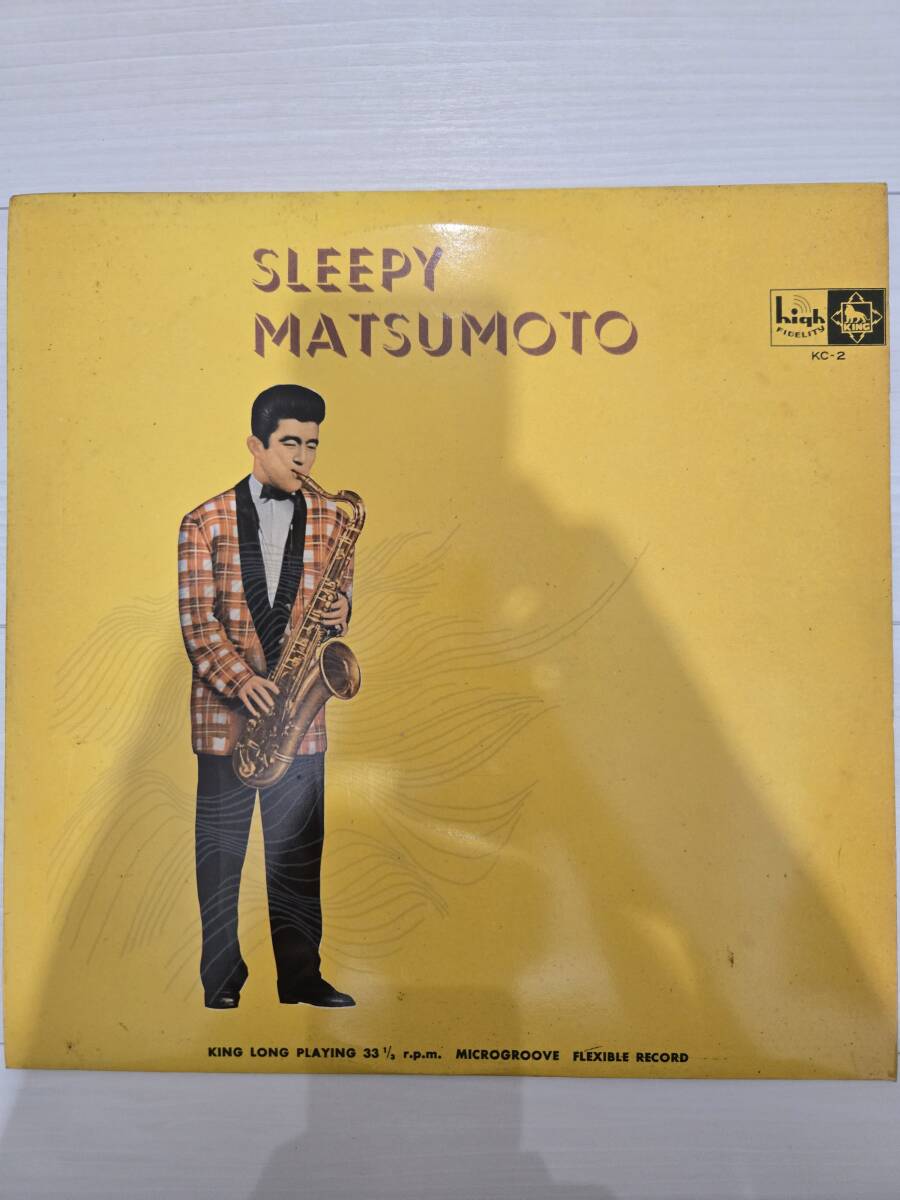 SLEEPY
MATSUMOTO
high
FIDELITY
KING
KC-2
KING LONG PLAYING 33 1/3 r.p.m. MICROGROOVE FLEXIBLE RECORD